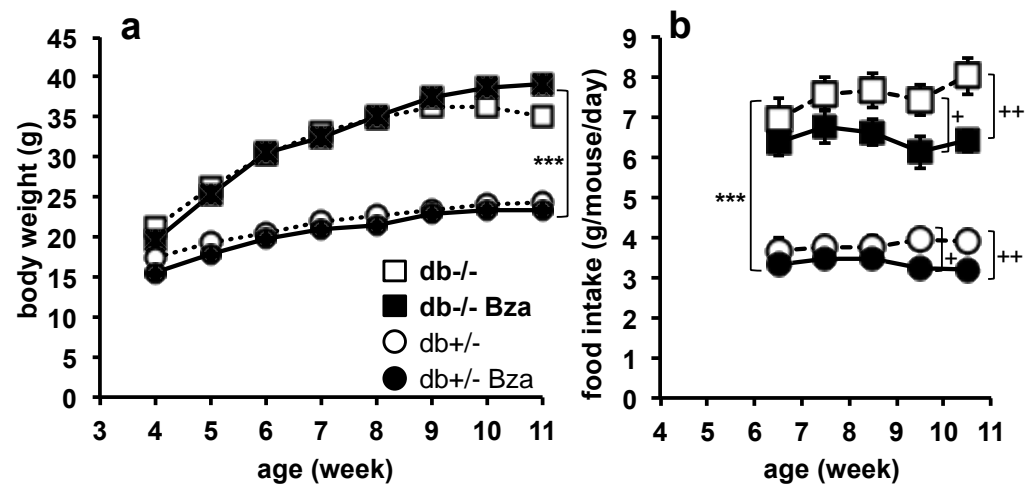 a
45
40
35
30
25
20
15
10
5
0
body weight (g)
3 4 5 6 7 8 9 10 11
age (week)
***
db-/-
db-/- Bza
db+/-
db+/- Bza
b
9
8
7
6
5
4
3
2
1
0
food intake (g/mouse/day)
4 5 6 7 8 9 10 11
age (week)
***
+
++
+
++